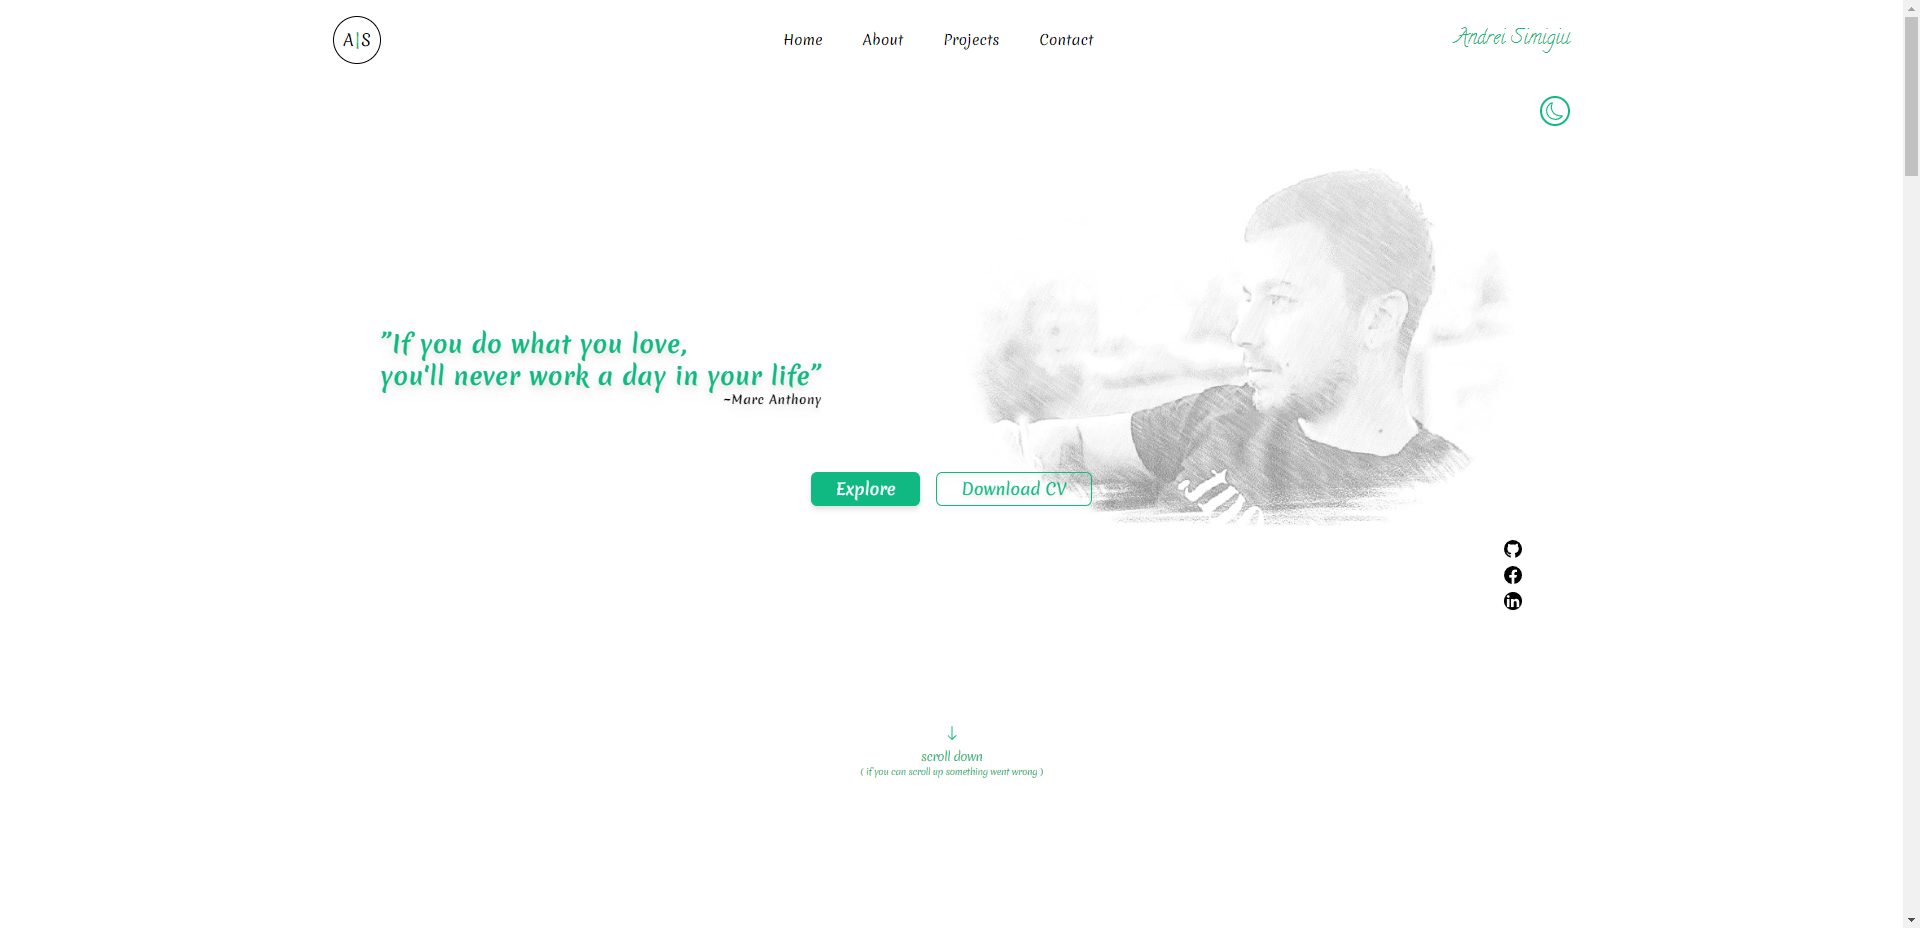 A|S
Home About Projects Contact
Andrei Simigiu
”If you do what you love,
you'll never work a day in your life”
~Marc Anthony
Explore Download CV
in
scroll down
( if you can scroll up something went wrong )